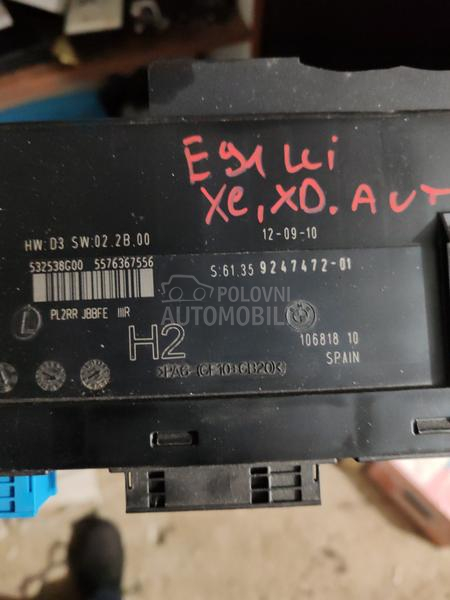 E91 lci
Xe, XD. AUT
HW:D3 SW:02.2B.00
12-09-10
532538G00 5576367556
S:61.35 9247472-01
PL2RR JBBFE IIIR
POLOVNI
AUTOMOBILI
H2
106818 10
SPAIN
>PA6-(GF10+GB20)<